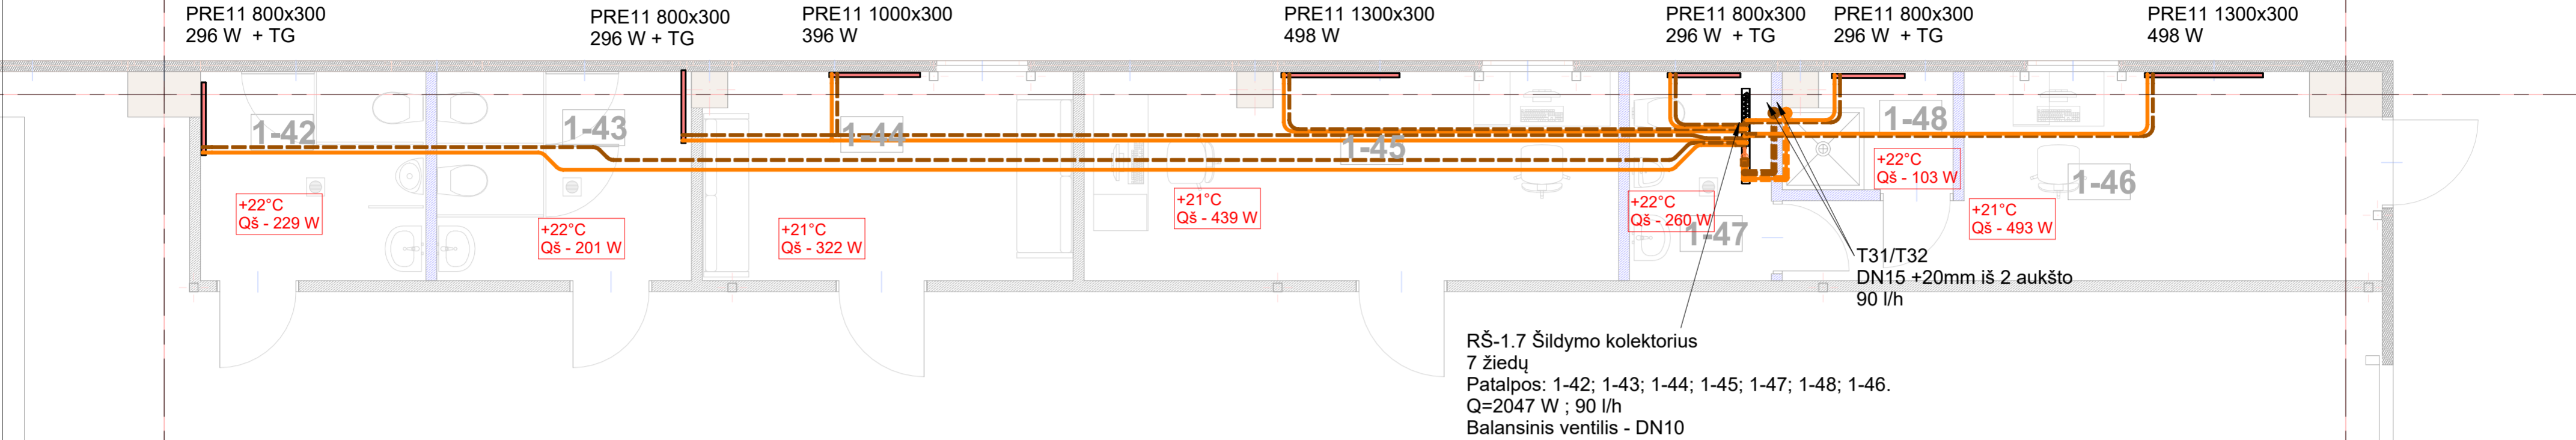 PRE11 800x300
296 W + TG
PRE11 800x300
296 W + TG
PRE11 1000x300
396 W
PRE11 1300x300
498 W
PRE11 800x300
296 W + TG
PRE11 800x300
296 W + TG
PRE11 1300x300
498 W
1-42
1-43
1-44
1-45
1-48
1-46
1-47
+22°C
Qš - 229 W
+22°C
Qš - 201 W
+21°C
Qš - 322 W
+21°C
Qš - 439 W
+22°C
Qš - 260 W
+22°C
Qš - 103 W
+21°C
Qš - 493 W
T31/T32
DN15 +20mm iš 2 aukšto
90 l/h
RŠ-1.7 Šildymo kolektorius
7 žiedų
Patalpos: 1-42; 1-43; 1-44; 1-45; 1-47; 1-48; 1-46.
Q=2047 W ; 90 l/h
Balansinis ventilis - DN10